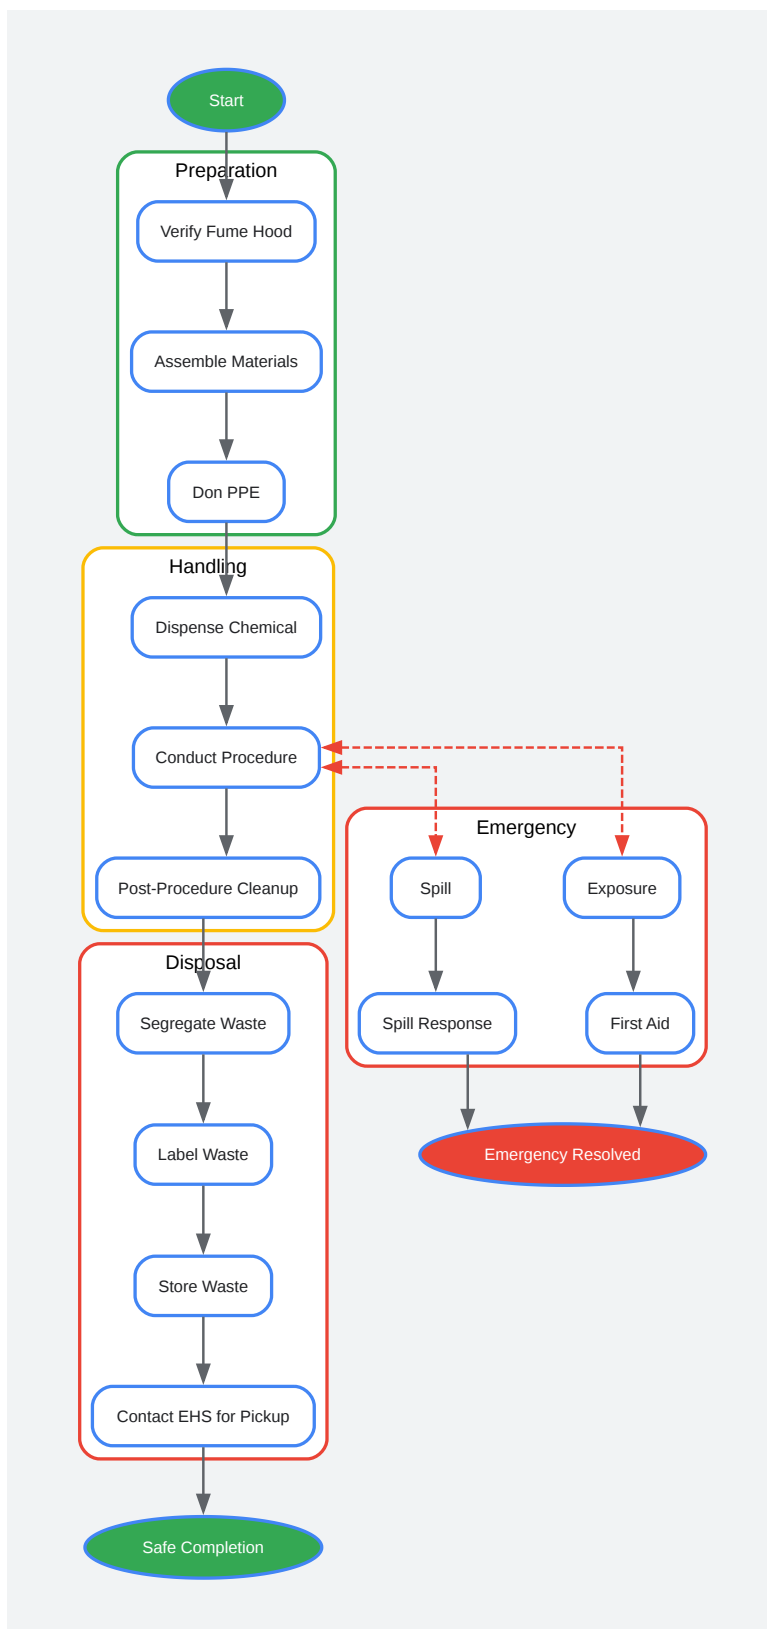 Start
Preparation
Verify Fume Hood
Assemble Materials
Don PPE
Handling
Dispense Chemical
Conduct Procedure
Post-Procedure Cleanup
Emergency
Spill
Exposure
Spill Response
First Aid
Emergency Resolved
Disposal
Segregate Waste
Label Waste
Store Waste
Contact EHS for Pickup
Safe Completion